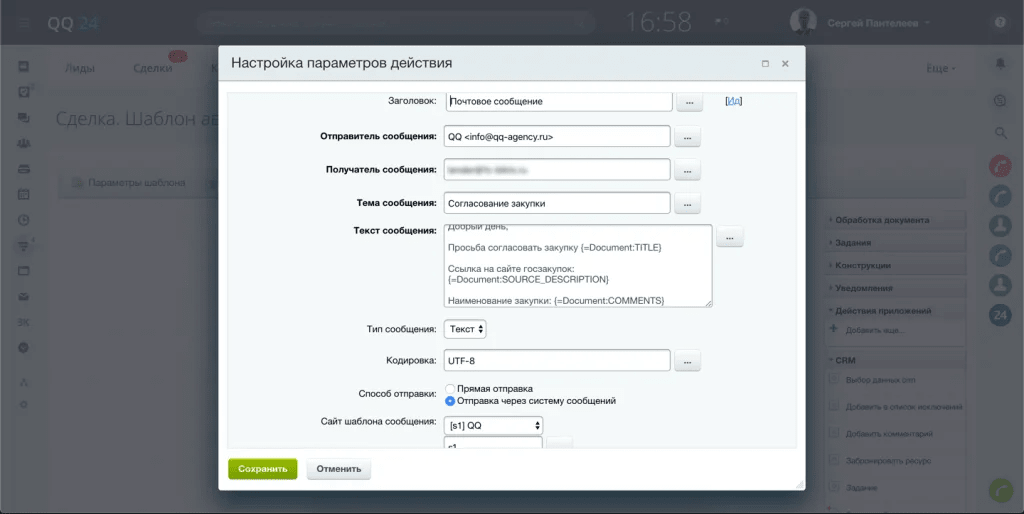 QQ 24
16:58
Сергей Пантелеев
Лиды
Сделки
Еще
Сделка. Шаблон
Параметры шаблона
Настройка параметров действия
Заголовок:
Почтовое сообщение
...
[Ид]
Отправитель сообщения:
QQ <info@qq-agency.ru>
...
Получатель сообщения:
...
Тема сообщения:
Согласование закупки
...
Текст сообщения:
Добрый день,
Просьба согласовать закупку {=Document:TITLE}
Ссылка на сайте госзакупок:
{=Document:SOURCE_DESCRIPTION}
Наименование закупки: {=Document:COMMENTS}
...
Тип сообщения:
Текст
Кодировка:
UTF-8
...
Способ отправки:
Прямая отправка
Отправка через систему сообщений
Сайт шаблона сообщения:
[s1] QQ
s1
Сохранить
Отменить
Обработка документа
Задания
Конструкции
Уведомления
Действия приложений
Добавить еще...
CRM
Выбор данных CRM
Добавить в список исключений
Добавить комментарий
Забронировать ресурс
Задание
24